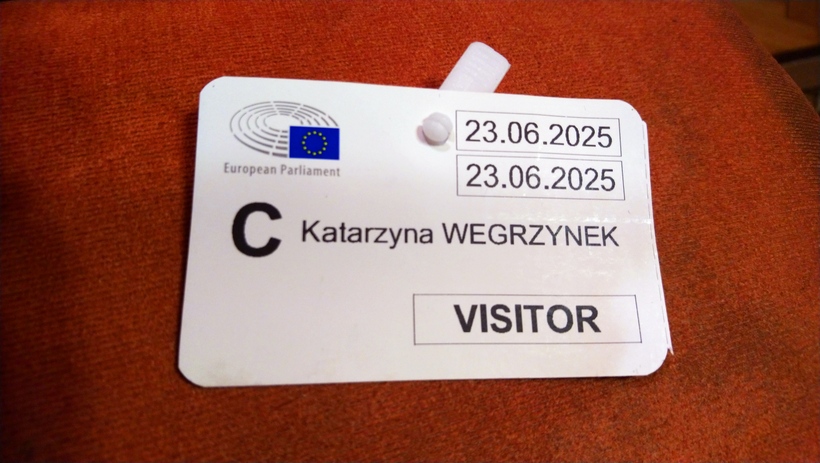 23.06.2025
European Parliament
23.06.2025
C Katarzyna WEGRZYNEK
VISITOR